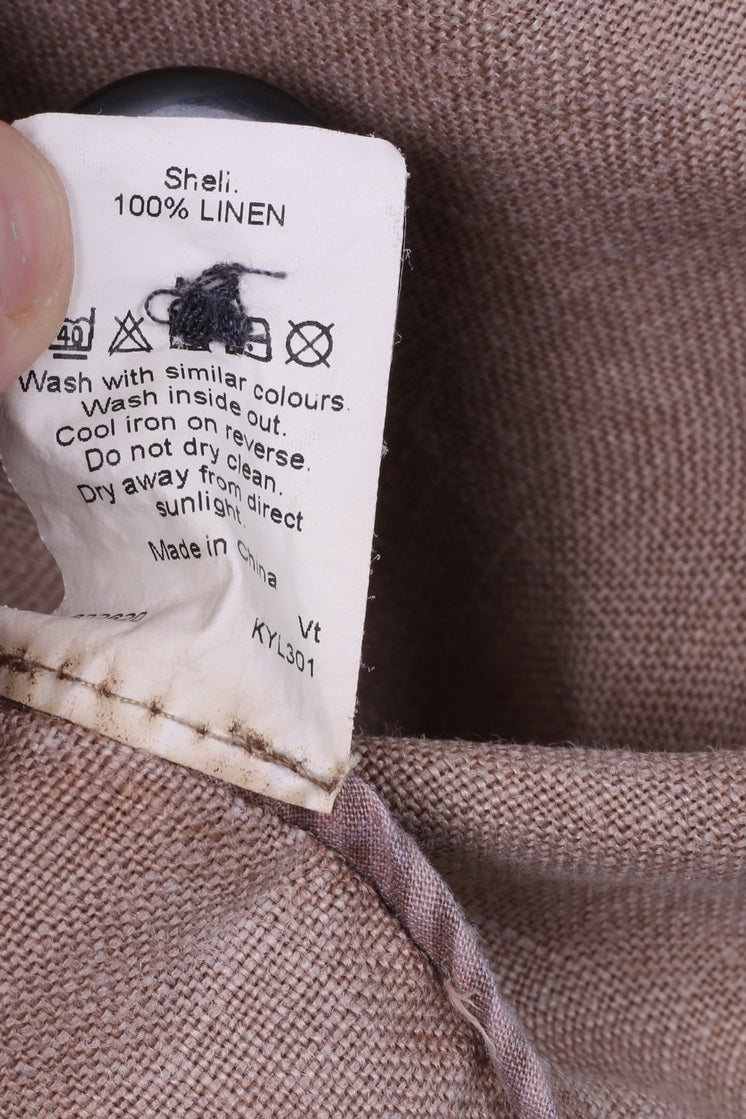 Sheli.
100% LINEN
40
Wash with similar colours.
Wash inside out.
Cool iron on reverse.
Do not dry clean.
Dry away from direct
sunlight.
Made in China
Vt
KYL301